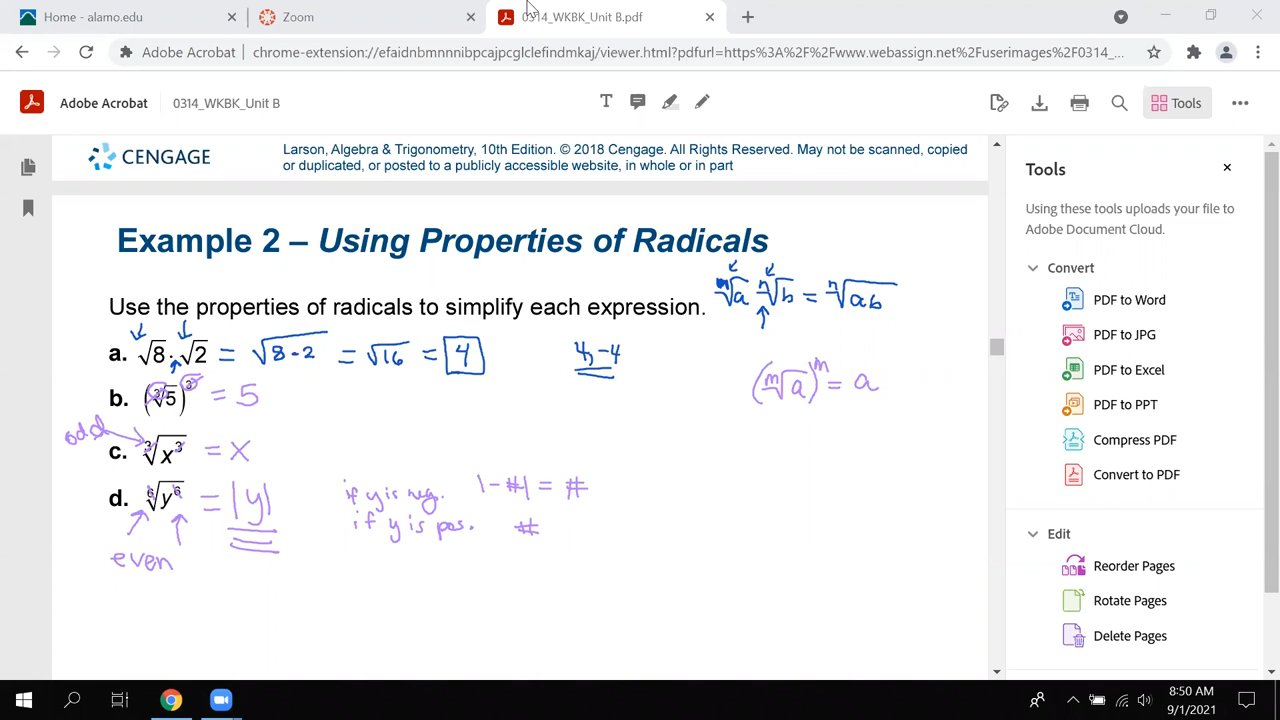 Home - alamo.edu
Zoom
0314_WKBK_Unit B.pdf
Adobe Acrobat
chrome-extension://efaidnbmnnnibpcajpcglclefindmkaj/viewer.html?pdfurl=https%3A%2F%2Fwww.webassign.net%2Fuserimages%2F0314_...
Adobe Acrobat
0314_WKBK_Unit B
Tools
CENGAGE
Larson, Algebra & Trigonometry, 10th Edition. © 2018 Cengage. All Rights Reserved. May not be scanned, copied
or duplicated, or posted to a publicly accessible website, in whole or in part
Example 2 – Using Properties of Radicals
Use the properties of radicals to simplify each expression.
ⁿ√a ⁿ√b = ⁿ√ab
a. √8 · √2 = √8·2 = √16 = 4
4, -4
b. (³√5)³ = 5
(ᵐ√a)ᵐ = a
odd
c. ³√x³ = x
d. ⁶√y⁶ = |y|
if y is neg. |-#| = #
if y is pos. #
even
Tools
Using these tools uploads your file to
Adobe Document Cloud.
Convert
PDF to Word
PDF to JPG
PDF to Excel
PDF to PPT
Compress PDF
Convert to PDF
Edit
Reorder Pages
Rotate Pages
Delete Pages
8:50 AM
9/1/2021